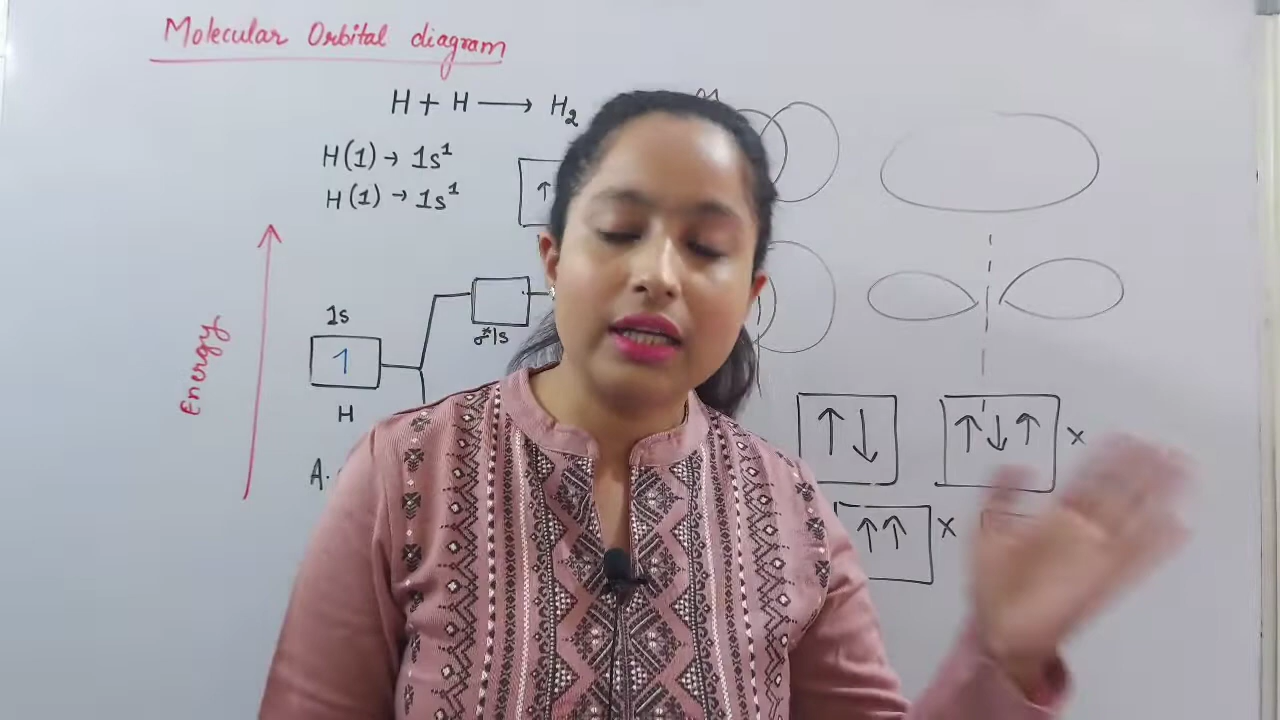 Molecular Orbital diagram
H + H ⟶ H₂
H(1) → 1s¹
H(1) → 1s¹
↑
Energy
1s
1
σ*1s
H
A.
↑↓
↑↓↑ x
↑↑ x